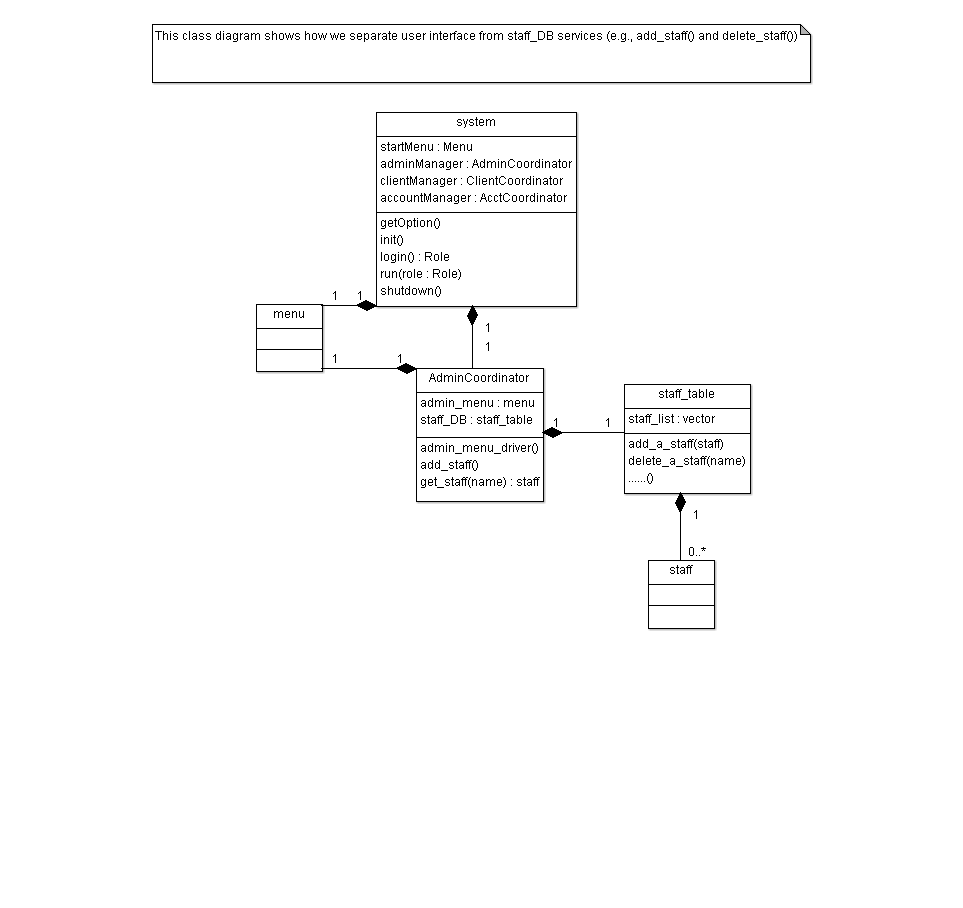 This class diagram shows how we separate user interface from staff_DB services (e.g., add_staff() and delete_staff())
system
startMenu : Menu
adminManager : AdminCoordinator
clientManager : ClientCoordinator
accountManager : AcctCoordinator
getOption()
init()
login() : Role
run(role : Role)
shutdown()
1 1
menu
1
1
1 1
AdminCoordinator
admin_menu : menu
staff_DB : staff_table
admin_menu_driver()
add_staff()
get_staff(name) : staff
1 1
staff_table
staff_list : vector
add_a_staff(staff)
delete_a_staff(name)
......()
1
0..*
staff